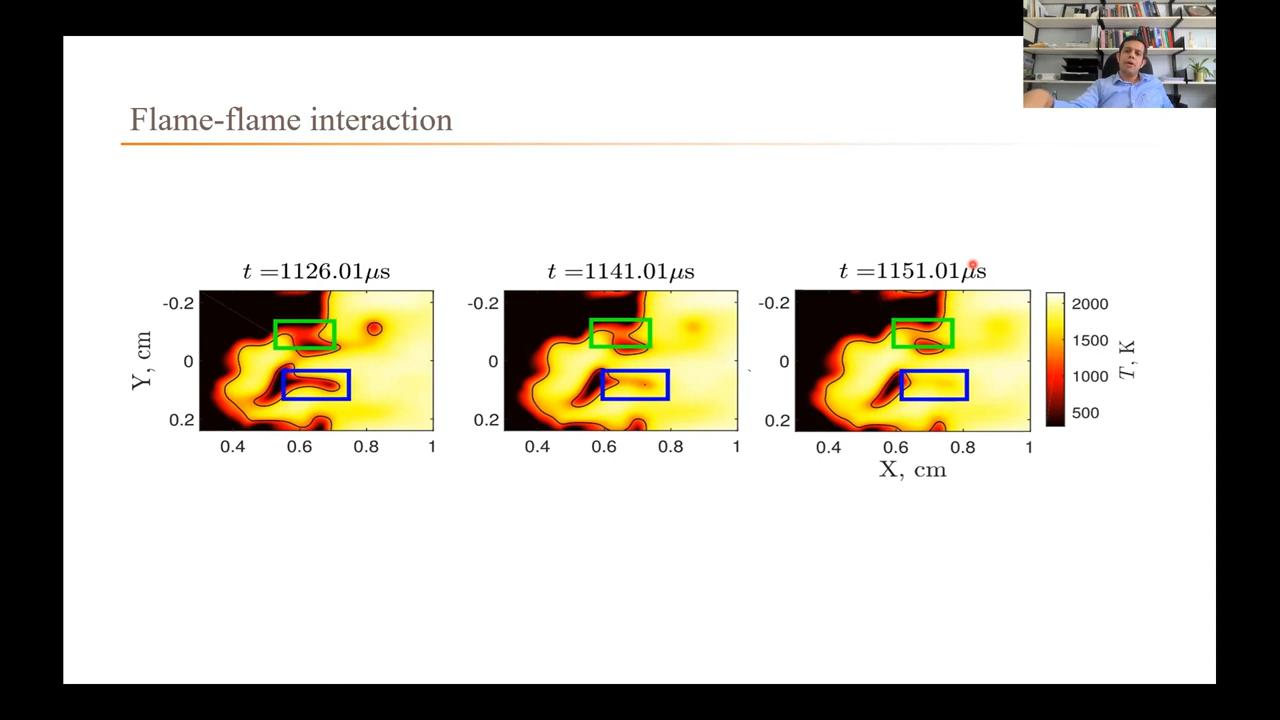 Flame-flame interaction
t =1126.01μs
t =1141.01μs
t =1151.01μs
-0.2
0
0.2
Y, cm
0.4 0.6 0.8 1
-0.2
0
0.2
0.4 0.6 0.8 1
-0.2
0
0.2
0.4 0.6 0.8 1
X, cm
2000
1500
1000
500
T, K